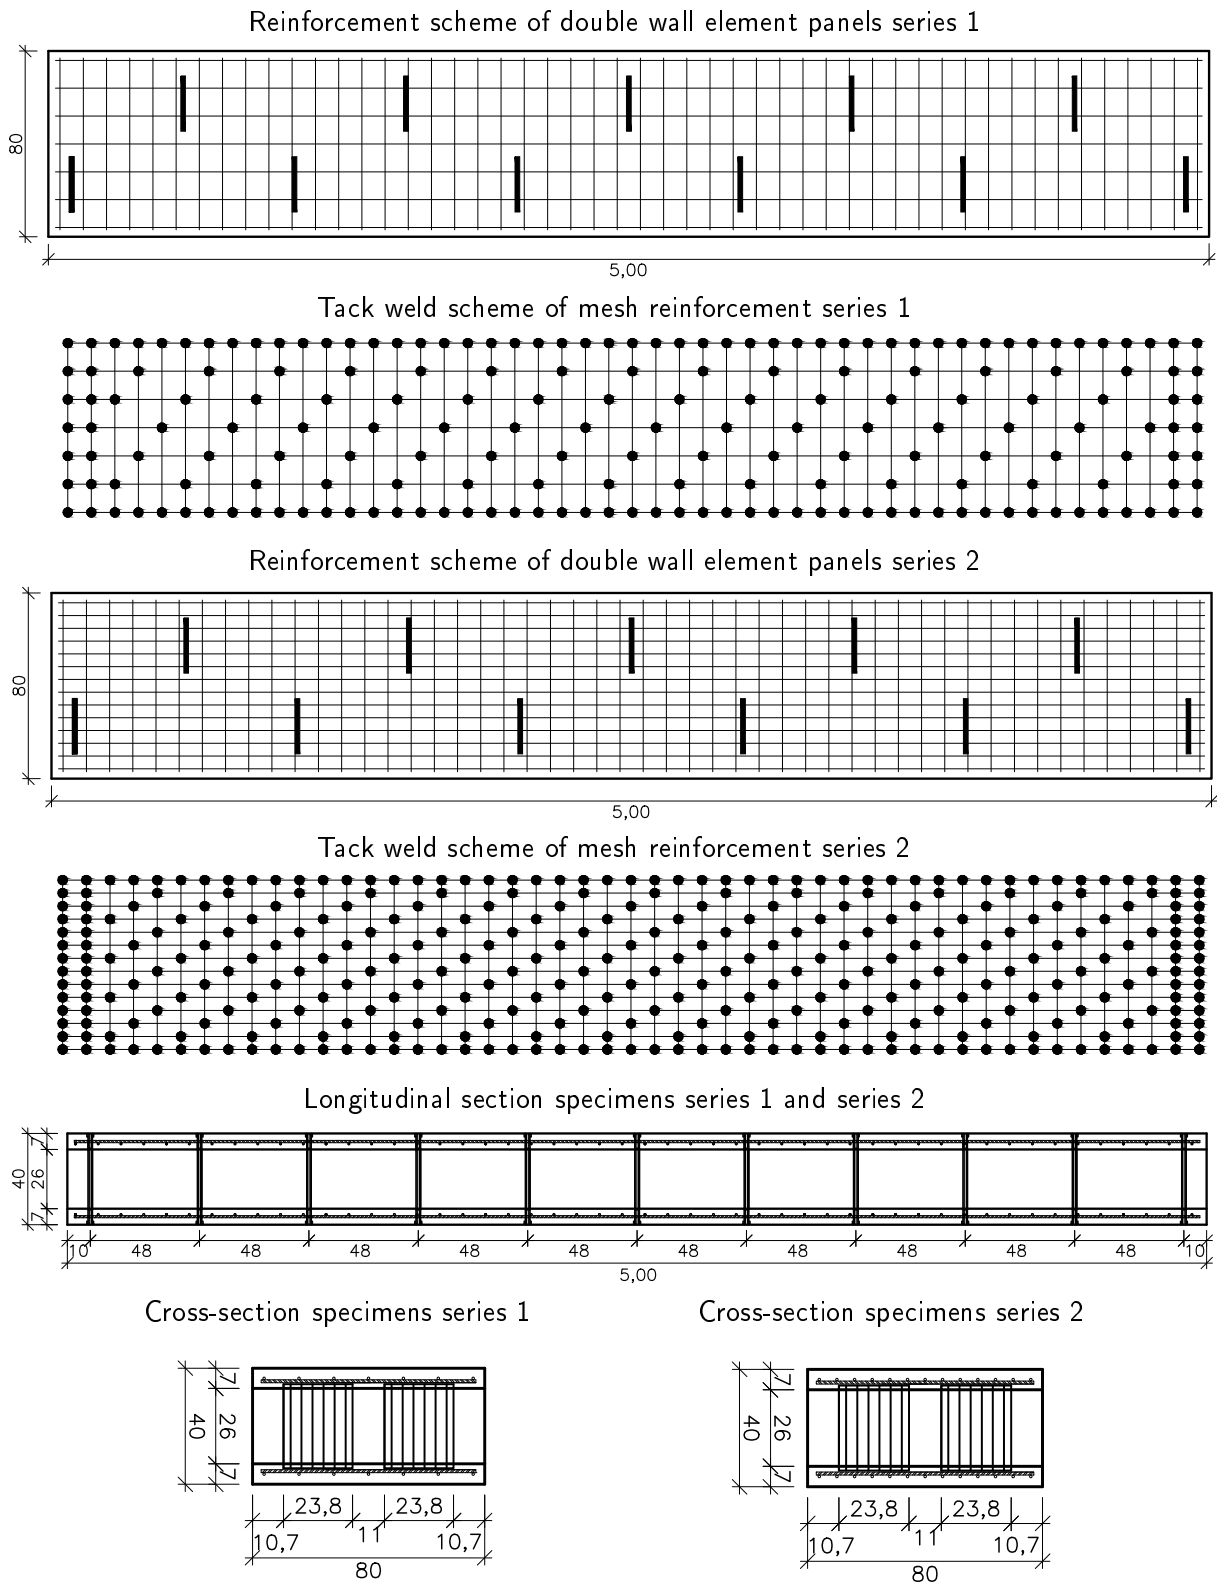 Reinforcement scheme of double wall element panels series 1
80
5,00
Tack weld scheme of mesh reinforcement series 1
Reinforcement scheme of double wall element panels series 2
80
5,00
Tack weld scheme of mesh reinforcement series 2
Longitudinal section specimens series 1 and series 2
40
7
26
7
10 48 48 48 48 48 48 48 48 48 48 10
5,00
Cross-section specimens series 1 Cross-section specimens series 2
7
40 26
7
23,8 23,8
10,7 11 10,7
80
7
40 26
7
23,8 23,8
10,7 11 10,7
80